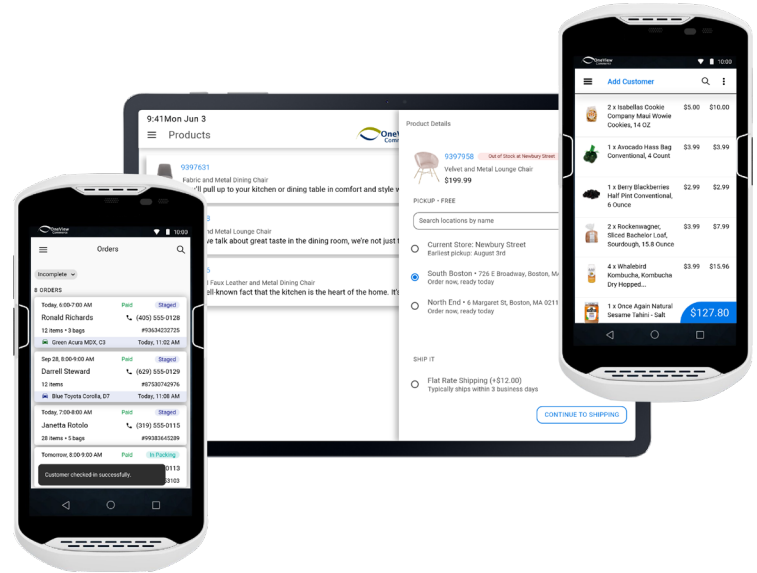 9:41Mon Jun 3
Products
OneV
Comm
9397631
Fabric and Metal Dining Chair
ll pull up to your kitchen or dining table in comfort and style w
nd Metal Lounge Chair
ve talk about great taste in the dining room, we're not just t
l Faux Leather and Metal Dining Chair
ell-known fact that the kitchen is the heart of the home. It's
Product Details
9397958
Out of Stock at Newbury Street
Velvet and Metal Lounge Chair
$199.99
PICKUP • FREE
Search locations by name
Current Store: Newbury Street
Earliest pickup: August 3rd
South Boston • 726 E Broadway, Boston, M
Order now, ready today
North End • 6 Margaret St, Boston, MA 0211
Order now, ready today
SHIP IT
Flat Rate Shipping (+$12.00)
Typically ships within 3 business days
CONTINUE TO SHIPPING
OneView
Commerce
10:00
Orders
Incomplete
8 ORDERS
Today, 6:00-7:00 AM Paid Staged
Ronald Richards (405) 555-0128
12 items • 3 bags #93634232725
Green Acura MDX, C3 Today, 11:02 AM
Sep 28, 8:00-9:00 AM Paid Staged
Darrell Steward (629) 555-0129
12 items #87530742976
Blue Toyota Corolla, D7 Today, 11:08 AM
Today, 7:00-8:00 AM Paid Staged
Janetta Rotolo (319) 555-0115
28 items • 5 bags #99383645289
Tomorrow, 8:00-9:00 AM Paid In Packing
0113
3103
Customer checked-in successfully.
OneView
Commerce
10:00
Add Customer
2 x Isabellas Cookie $5.00 $10.00
Company Maui Wowie
Cookies, 14 OZ
1 x Avocado Hass Bag $3.99 $3.99
Conventional, 4 Count
1 x Berry Blackberries $2.99 $2.99
Half Pint Conventional,
6 Ounce
2 x Rockenwagner, $3.99 $7.99
Sliced Bachelor Loaf,
Sourdough, 15.8 Ounce
4 x Whalebird $3.99 $15.96
Kombucha, Kombucha
Dry Hopped...
1 x Once Again Natural
Sesame Tahini - Salt
$127.80